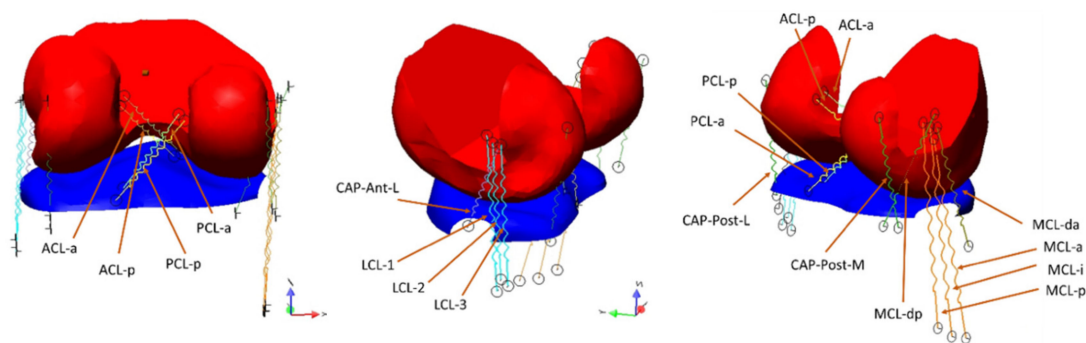 ACL-a
ACL-p
PCL-p
PCL-a
CAP-Ant-L
LCL-1
LCL-2
LCL-3
ACL-p
ACL-a
PCL-p
PCL-a
CAP-Post-L
CAP-Post-M
MCL-dp
MCL-da
MCL-a
MCL-i
MCL-p